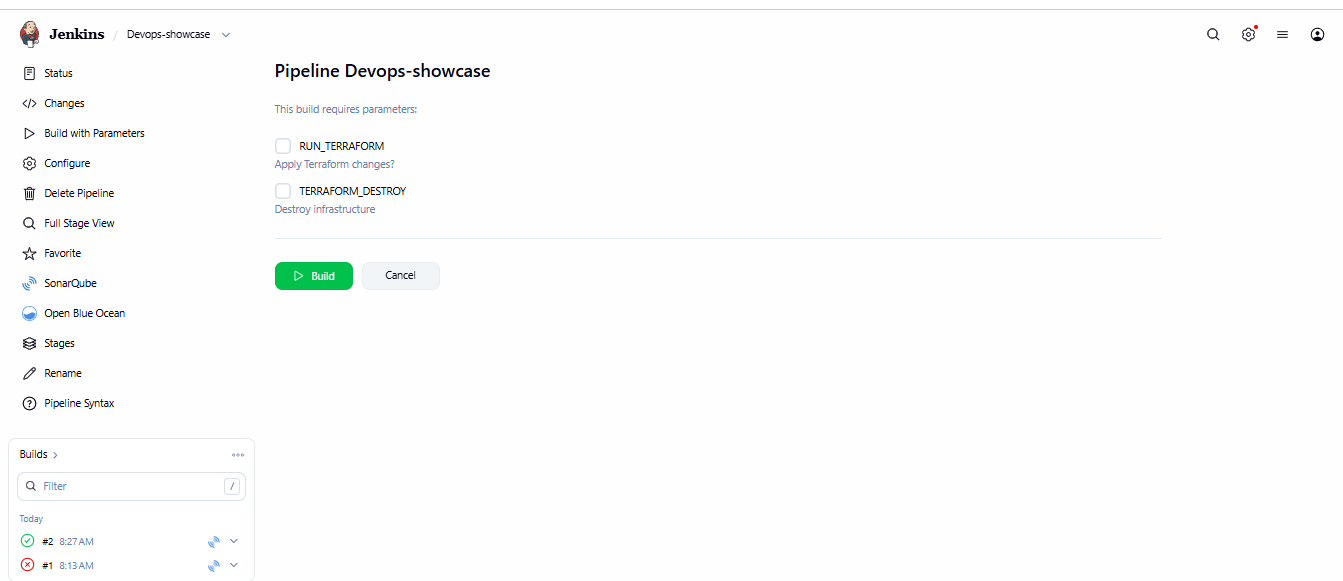 Jenkins / Devops-showcase
Status
Changes
Build with Parameters
Configure
Delete Pipeline
Full Stage View
Favorite
SonarQube
Open Blue Ocean
Stages
Rename
Pipeline Syntax
Builds
Filter /
Today
#2 8:27 AM
#1 8:13 AM
Pipeline Devops-showcase
This build requires parameters:
RUN_TERRAFORM
Apply Terraform changes?
TERRAFORM_DESTROY
Destroy infrastructure
Build Cancel